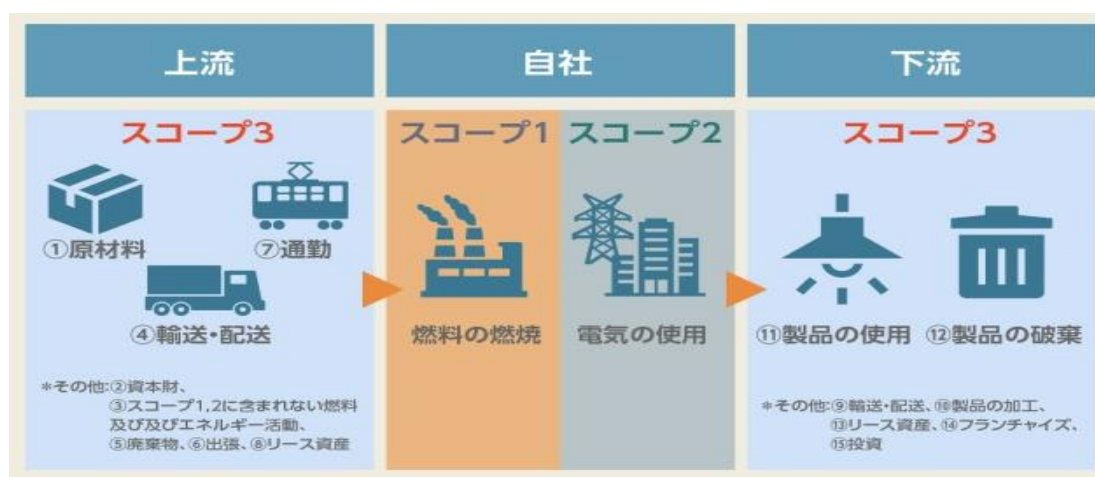 上流
自社
下流
スコープ3
①原材料
⑦通勤
④輸送・配送
*その他:②資本財、
③スコープ1,2に含まれない燃料
及び及びエネルギー活動、
⑤廃棄物、⑥出張、⑧リース資産
スコープ1
燃料の燃焼
スコープ2
電気の使用
スコープ3
⑪製品の使用
⑫製品の破棄
*その他:⑨輸送・配送、⑩製品の加工、
⑬リース資産、⑭フランチャイズ、
⑮投資